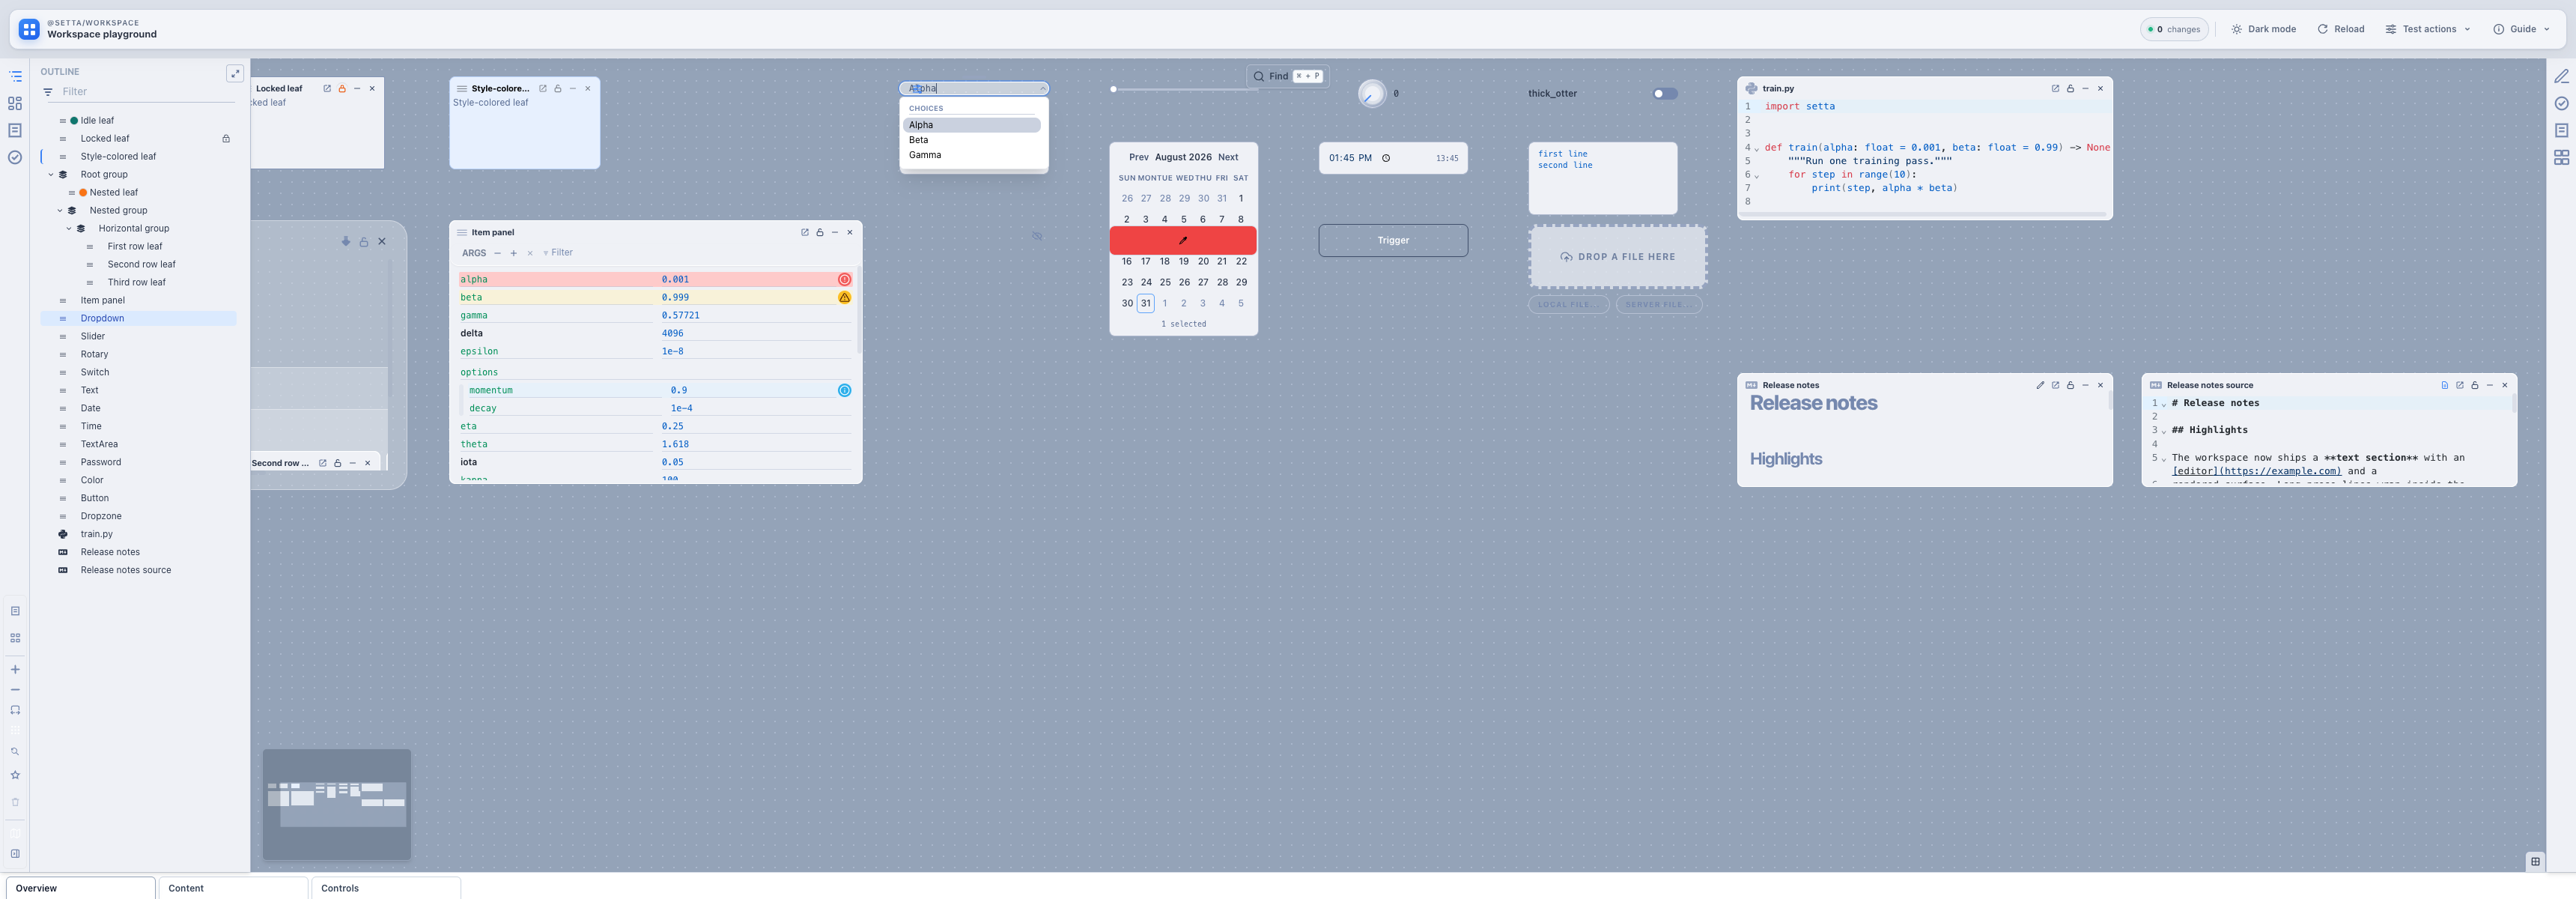 @SETTA/WORKSPACE
Workspace playground
0 changes
Dark mode
Reload
Test actions
Guide
OUTLINE
Filter
Idle leaf
Locked leaf
Style-colored leaf
Root group
Nested leaf
Nested group
Horizontal group
First row leaf
Second row leaf
Third row leaf
Item panel
Dropdown
Slider
Rotary
Switch
Text
Date
Time
TextArea
Password
Color
Button
Dropzone
train.py
Release notes
Release notes source
Locked leaf
cked leaf
Second row ...
Style-colore...
Style-colored leaf
Item panel
ARGS
Filter
alpha 0.001
beta 0.999
gamma 0.57721
delta 4096
epsilon 1e-8
options
momentum 0.9
decay 1e-4
eta 0.25
theta 1.618
iota 0.05
kappa 100
Alpha
CHOICES
Alpha
Beta
Gamma
Find ⌘ + P
0
thick_otter
Prev August 2026 Next
SUN MON TUE WED THU FRI SAT
26 27 28 29 30 31 1
2 3 4 5 6 7 8
16 17 18 19 20 21 22
23 24 25 26 27 28 29
30 31 1 2 3 4 5
1 selected
01:45 PM 13:45
Trigger
first line
second line
DROP A FILE HERE
LOCAL FILE...
SERVER FILE...
train.py
1 import setta
2
3
4 def train(alpha: float = 0.001, beta: float = 0.99) -> None
5 """Run one training pass."""
6 for step in range(10):
7 print(step, alpha * beta)
8
Release notes
Release notes
Highlights
Release notes source
1 # Release notes
2
3 ## Highlights
4
5 The workspace now ships a **text section** with an
[editor](https://example.com) and a
Overview
Content
Controls